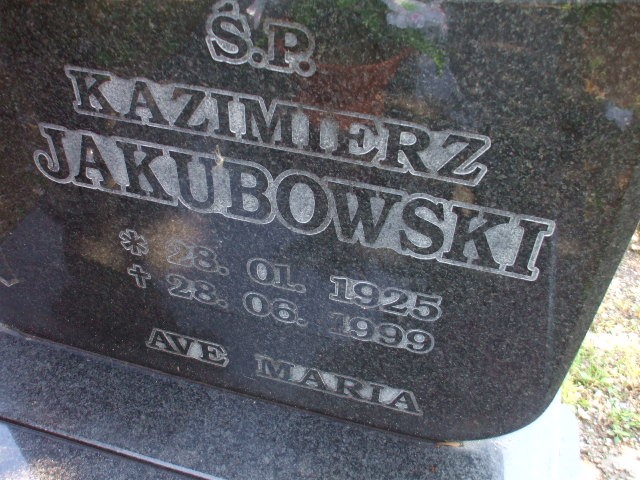 Ś.P.
KAZIMIERZ
JAKUBOWSKI
* 28. 01. 1925
† 28. 06. 1999
AVE MARIA